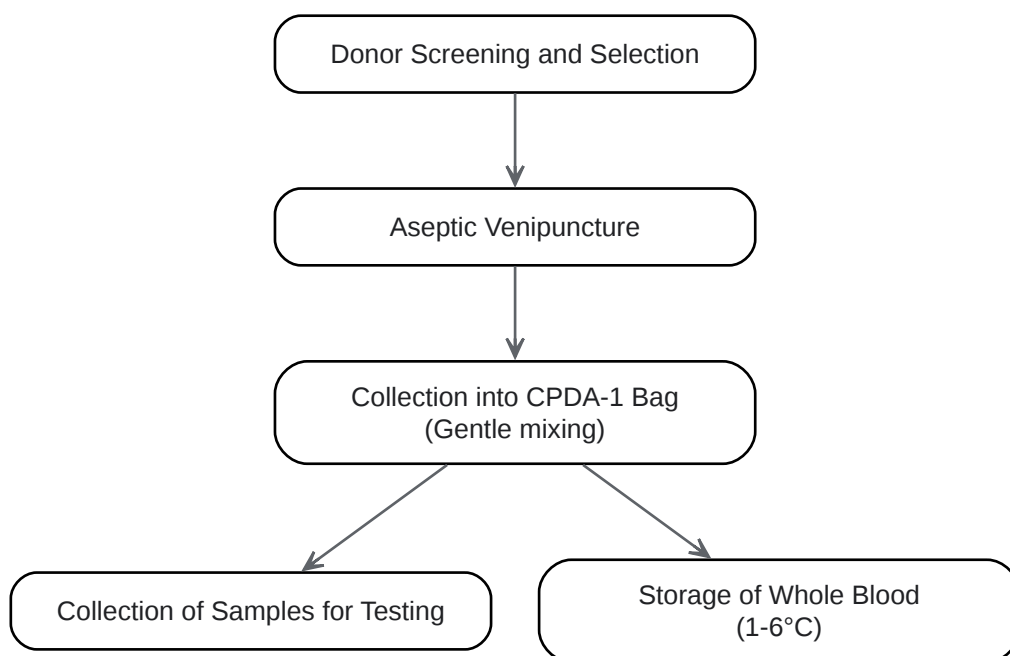 Donor Screening and Selection
Aseptic Venipuncture
Collection into CPDA-1 Bag
(Gentle mixing)
Collection of Samples for Testing
Storage of Whole Blood
(1-6°C)